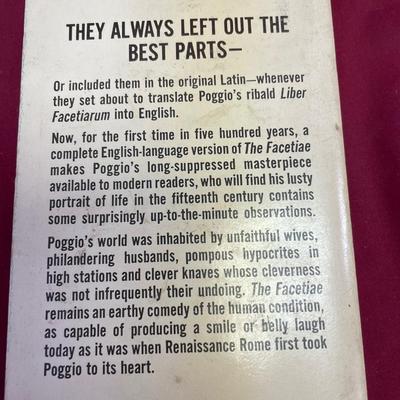 THEY ALWAYS LEFT OUT THE
BEST PARTS—
Or included them in the original Latin—whenever
they set about to translate Poggio's ribald Liber
Facetiarum into English.
Now, for the first time in five hundred years, a
complete English-language version of The Facetiae
makes Poggio's long-suppressed masterpiece
available to modern readers, who will find his lusty
portrait of life in the fifteenth century contains
some surprisingly up-to-the-minute observations.
Poggio's world was inhabited by unfaithful wives,
philandering husbands, pompous hypocrites in
high stations and clever knaves whose cleverness
was not infrequently their undoing. The Facetiae
remains an earthy comedy of the human condition,
as capable of producing a smile or belly laugh
today as it was when Renaissance Rome first took
Poggio to its heart.